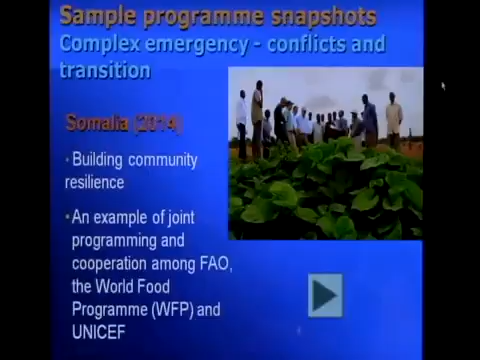 Sample programme snapshots
Complex emergency - conflicts and
transition
Somalia (2014)
• Building community
resilience
• An example of joint
programming and
cooperation among FAO,
the World Food
Programme (WFP) and
UNICEF